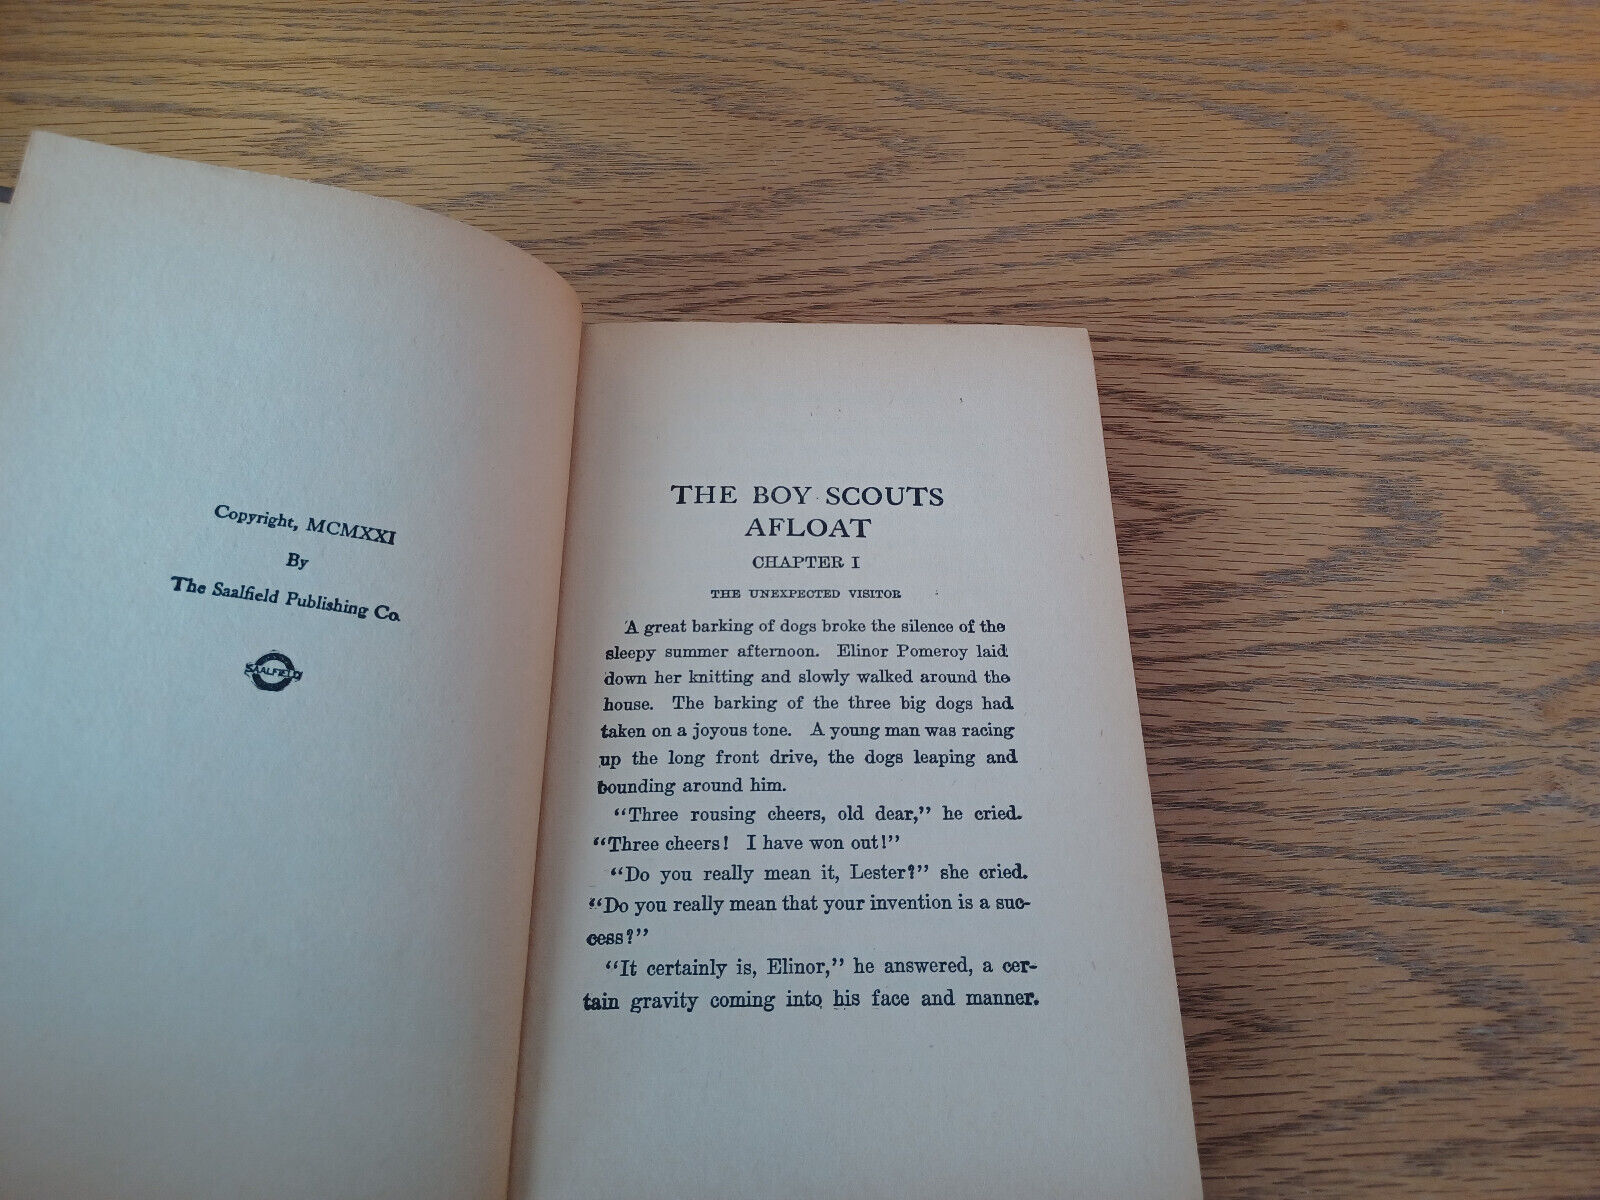 Copyright, MCMXXI
By
The Saalfield Publishing Co.
SAALFIELD
THE BOY SCOUTS
AFLOAT
CHAPTER I
THE UNEXPECTED VISITOR
A great barking of dogs broke the silence of the
sleepy summer afternoon. Elinor Pomeroy laid
down her knitting and slowly walked around the
house. The barking of the three big dogs had
taken on a joyous tone. A young man was racing
up the long front drive, the dogs leaping and
bounding around him.
“Three rousing cheers, old dear,” he cried.
“Three cheers! I have won out!”
“Do you really mean it, Lester?” she cried.
“Do you really mean that your invention is a suc-
cess?”
“It certainly is, Elinor,” he answered, a cer-
tain gravity coming into his face and manner.